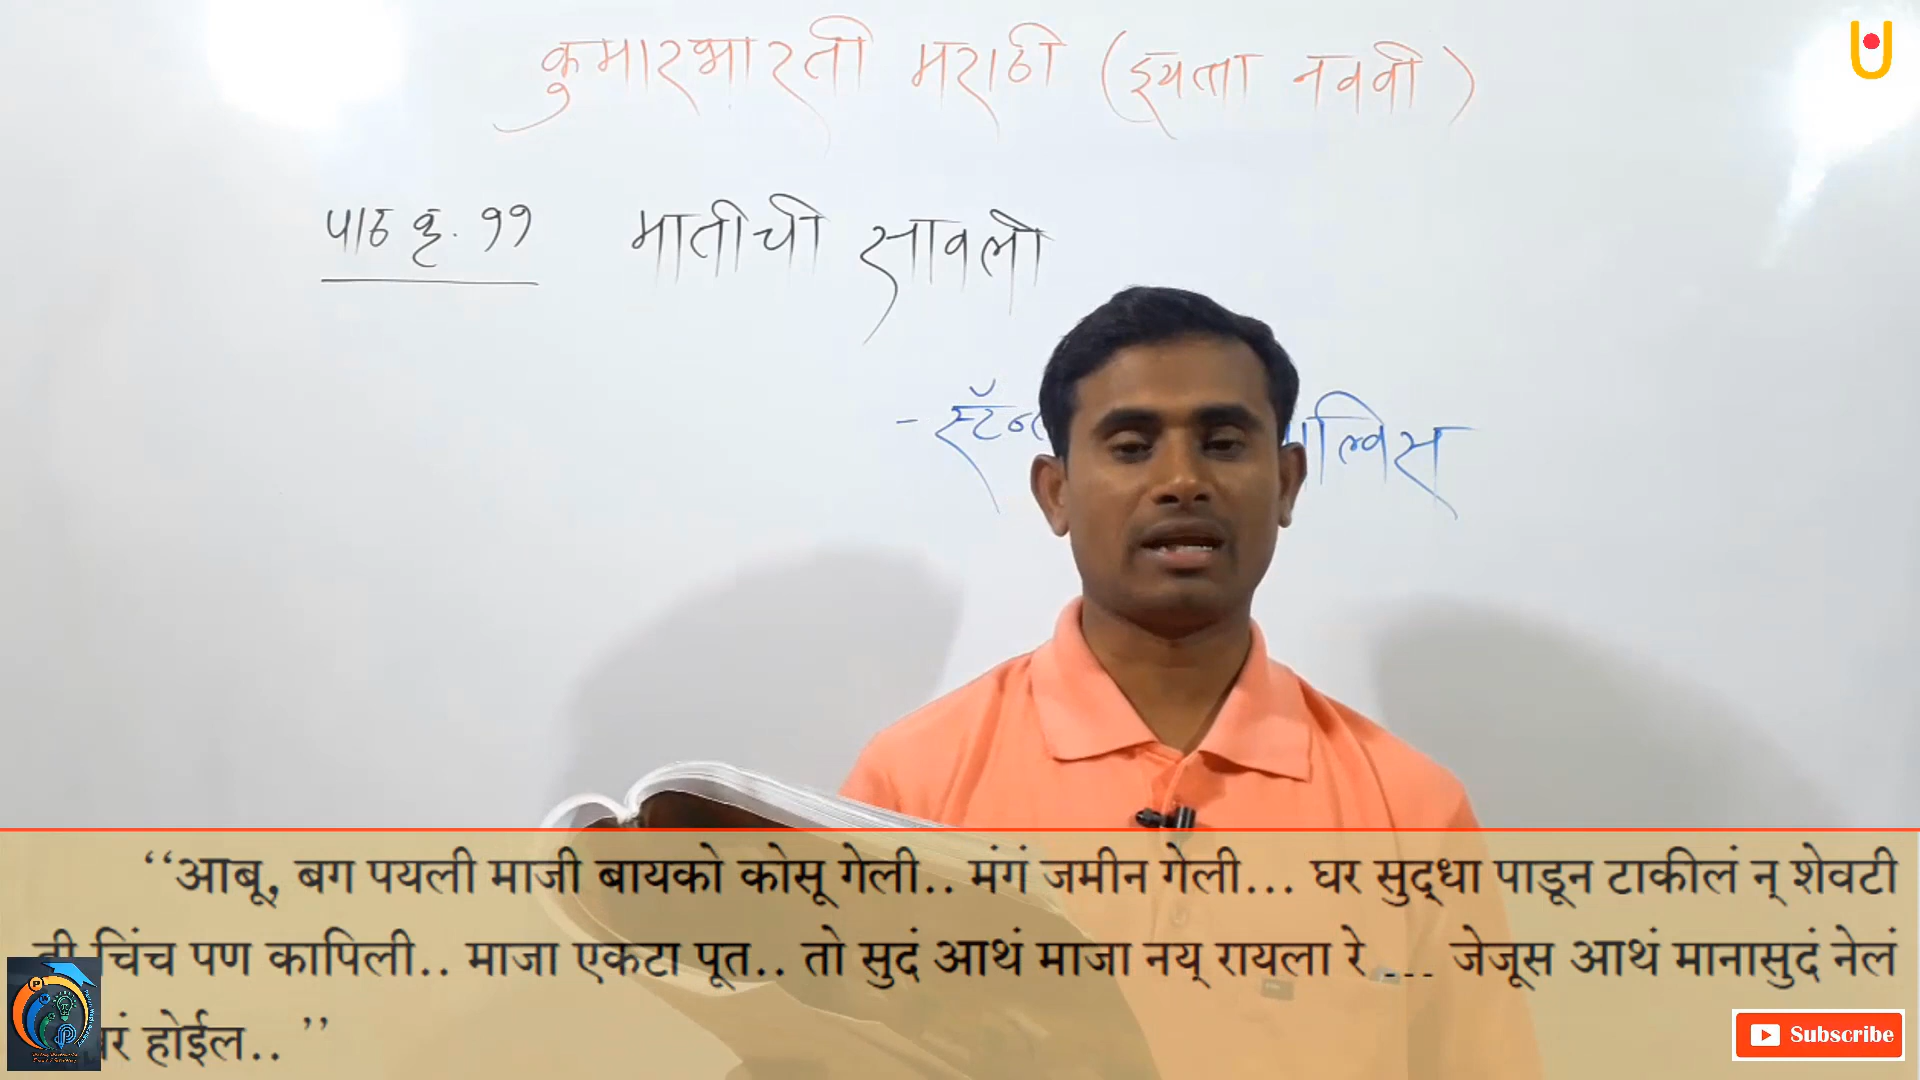 कुमारभारती मराठी (इयत्ता नववी)
पाठ क्र. ११ मातीची सावली
- स्टॅन
ल्विस
‘‘आबू, बग पयली माजी बायको कोसू गेली.. मंगं जमीन गेली... घर सुद्धा पाडून टाकीलं न् शेवटी
चिंच पण कापिली.. माजा एकटा पूत.. तो सुदं आथं माजा नय् रायला रे ... जेजूस आथं मानासुदं नेलं
होईल..’’
Subscribe